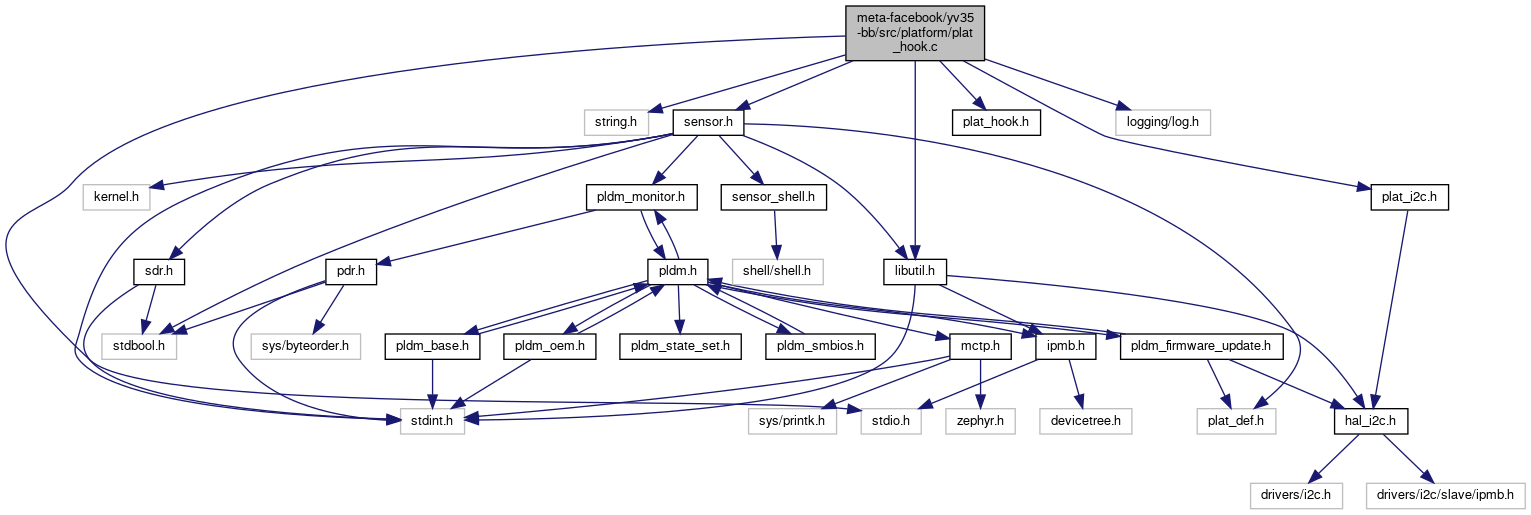 meta-facebook/yv35
-bb/src/platform/plat
_hook.c
string.h
sensor.h
plat_hook.h
logging/log.h
kernel.h
pldm_monitor.h
sensor_shell.h
plat_i2c.h
sdr.h
pdr.h
pldm.h
shell/shell.h
libutil.h
stdbool.h
sys/byteorder.h
pldm_base.h
pldm_oem.h
pldm_state_set.h
pldm_smbios.h
mctp.h
ipmb.h
pldm_firmware_update.h
stdint.h
sys/printk.h
stdio.h
zephyr.h
devicetree.h
plat_def.h
hal_i2c.h
drivers/i2c.h
drivers/i2c/slave/ipmb.h